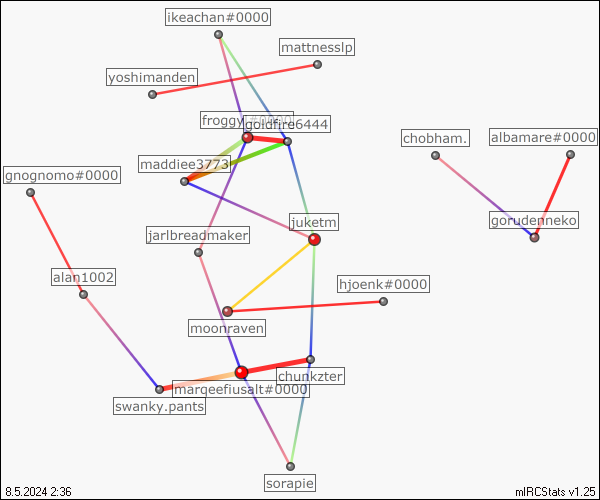 ikeachan#0000
mattnesslp
yoshimanden
goldfire6444
chobham.
albamare#0000
maddiee3773
gnognomo#0000
gorudenneko
juketm
jarlbreadmaker
alan1002
hjoenk#0000
moonraven
chunkzter
marqeefiusalt#0000
swanky.pants
sorapie
8.5.2024 2:36
mIRCStats v1.25